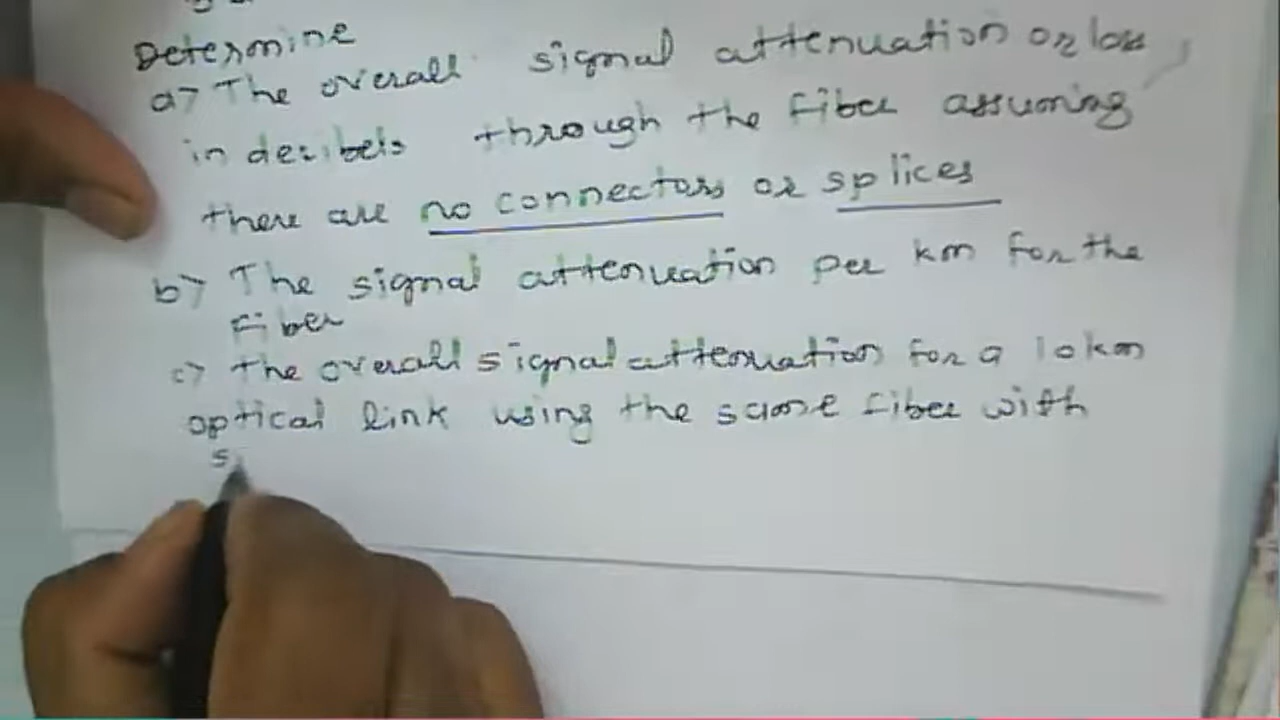 Determine
a) The overall signal attenuation or loss
in decibels through the fiber assuming
there are no connectors or splices
b) The signal attenuation per km for the
fiber
c) The overall signal attenuation for a 10km
optical link using the same fiber with
s